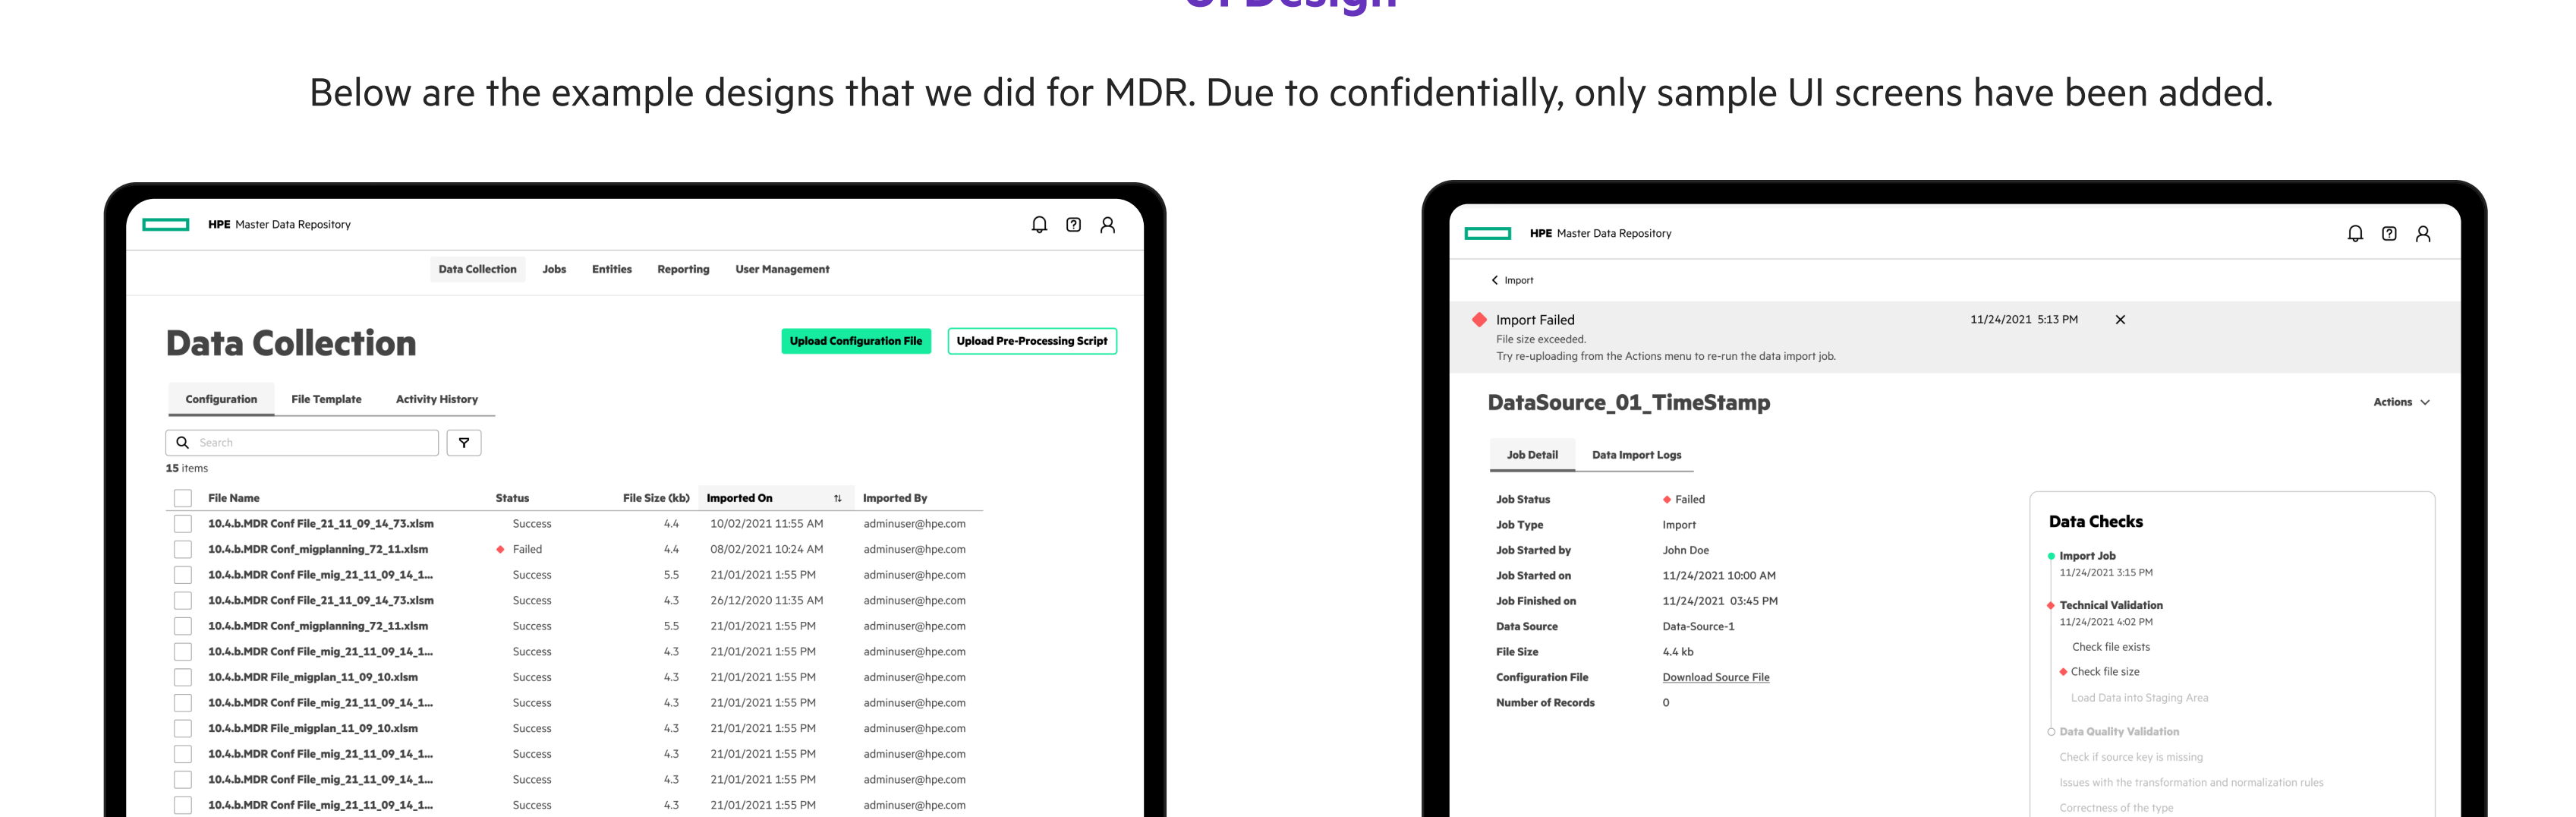 UI Design
Below are the example designs that we did for MDR. Due to confidentially, only sample UI screens have been added.
HPE Master Data Repository
Data Collection Jobs Entities Reporting User Management
Data Collection
Upload Configuration File Upload Pre-Processing Script
Configuration File Template Activity History
Search
15 items
File Name Status File Size (kb) Imported On Imported By
10.4.b.MDR Conf File_21_11_09_14_73.xlsm Success 4.4 10/02/2021 11:55 AM adminuser@hpe.com
10.4.b.MDR Conf_migplanning_72_11.xlsm Failed 4.4 08/02/2021 10:24 AM adminuser@hpe.com
10.4.b.MDR Conf File_mig_21_11_09_14_1... Success 5.5 21/01/2021 1:55 PM adminuser@hpe.com
10.4.b.MDR Conf File_21_11_09_14_73.xlsm Success 4.3 26/12/2020 11:35 AM adminuser@hpe.com
10.4.b.MDR Conf_migplanning_72_11.xlsm Success 5.5 21/01/2021 1:55 PM adminuser@hpe.com
10.4.b.MDR Conf File_mig_21_11_09_14_1... Success 4.3 21/01/2021 1:55 PM adminuser@hpe.com
10.4.b.MDR File_migplan_11_09_10.xlsm Success 4.3 21/01/2021 1:55 PM adminuser@hpe.com
10.4.b.MDR Conf File_mig_21_11_09_14_1... Success 4.3 21/01/2021 1:55 PM adminuser@hpe.com
10.4.b.MDR File_migplan_11_09_10.xlsm Success 4.3 21/01/2021 1:55 PM adminuser@hpe.com
10.4.b.MDR Conf File_mig_21_11_09_14_1... Success 4.3 21/01/2021 1:55 PM adminuser@hpe.com
10.4.b.MDR Conf File_mig_21_11_09_14_1... Success 4.3 21/01/2021 1:55 PM adminuser@hpe.com
10.4.b.MDR Conf File_mig_21_11_09_14_1... Success 4.3 21/01/2021 1:55 PM adminuser@hpe.com
HPE Master Data Repository
Import
Import Failed 11/24/2021 5:13 PM
File size exceeded.
Try re-uploading from the Actions menu to re-run the data import job.
DataSource_01_TimeStamp Actions
Job Detail Data Import Logs
Job Status Failed
Job Type Import
Job Started by John Doe
Job Started on 11/24/2021 10:00 AM
Job Finished on 11/24/2021 03:45 PM
Data Source Data-Source-1
File Size 4.4 kb
Configuration File Download Source File
Number of Records 0
Data Checks
Import Job
11/24/2021 3:15 PM
Technical Validation
11/24/2021 4:02 PM
Check file exists
Check file size
Load Data into Staging Area
Data Quality Validation
Check if source key is missing
Issues with the transformation and normalization rules
Correctness of the type